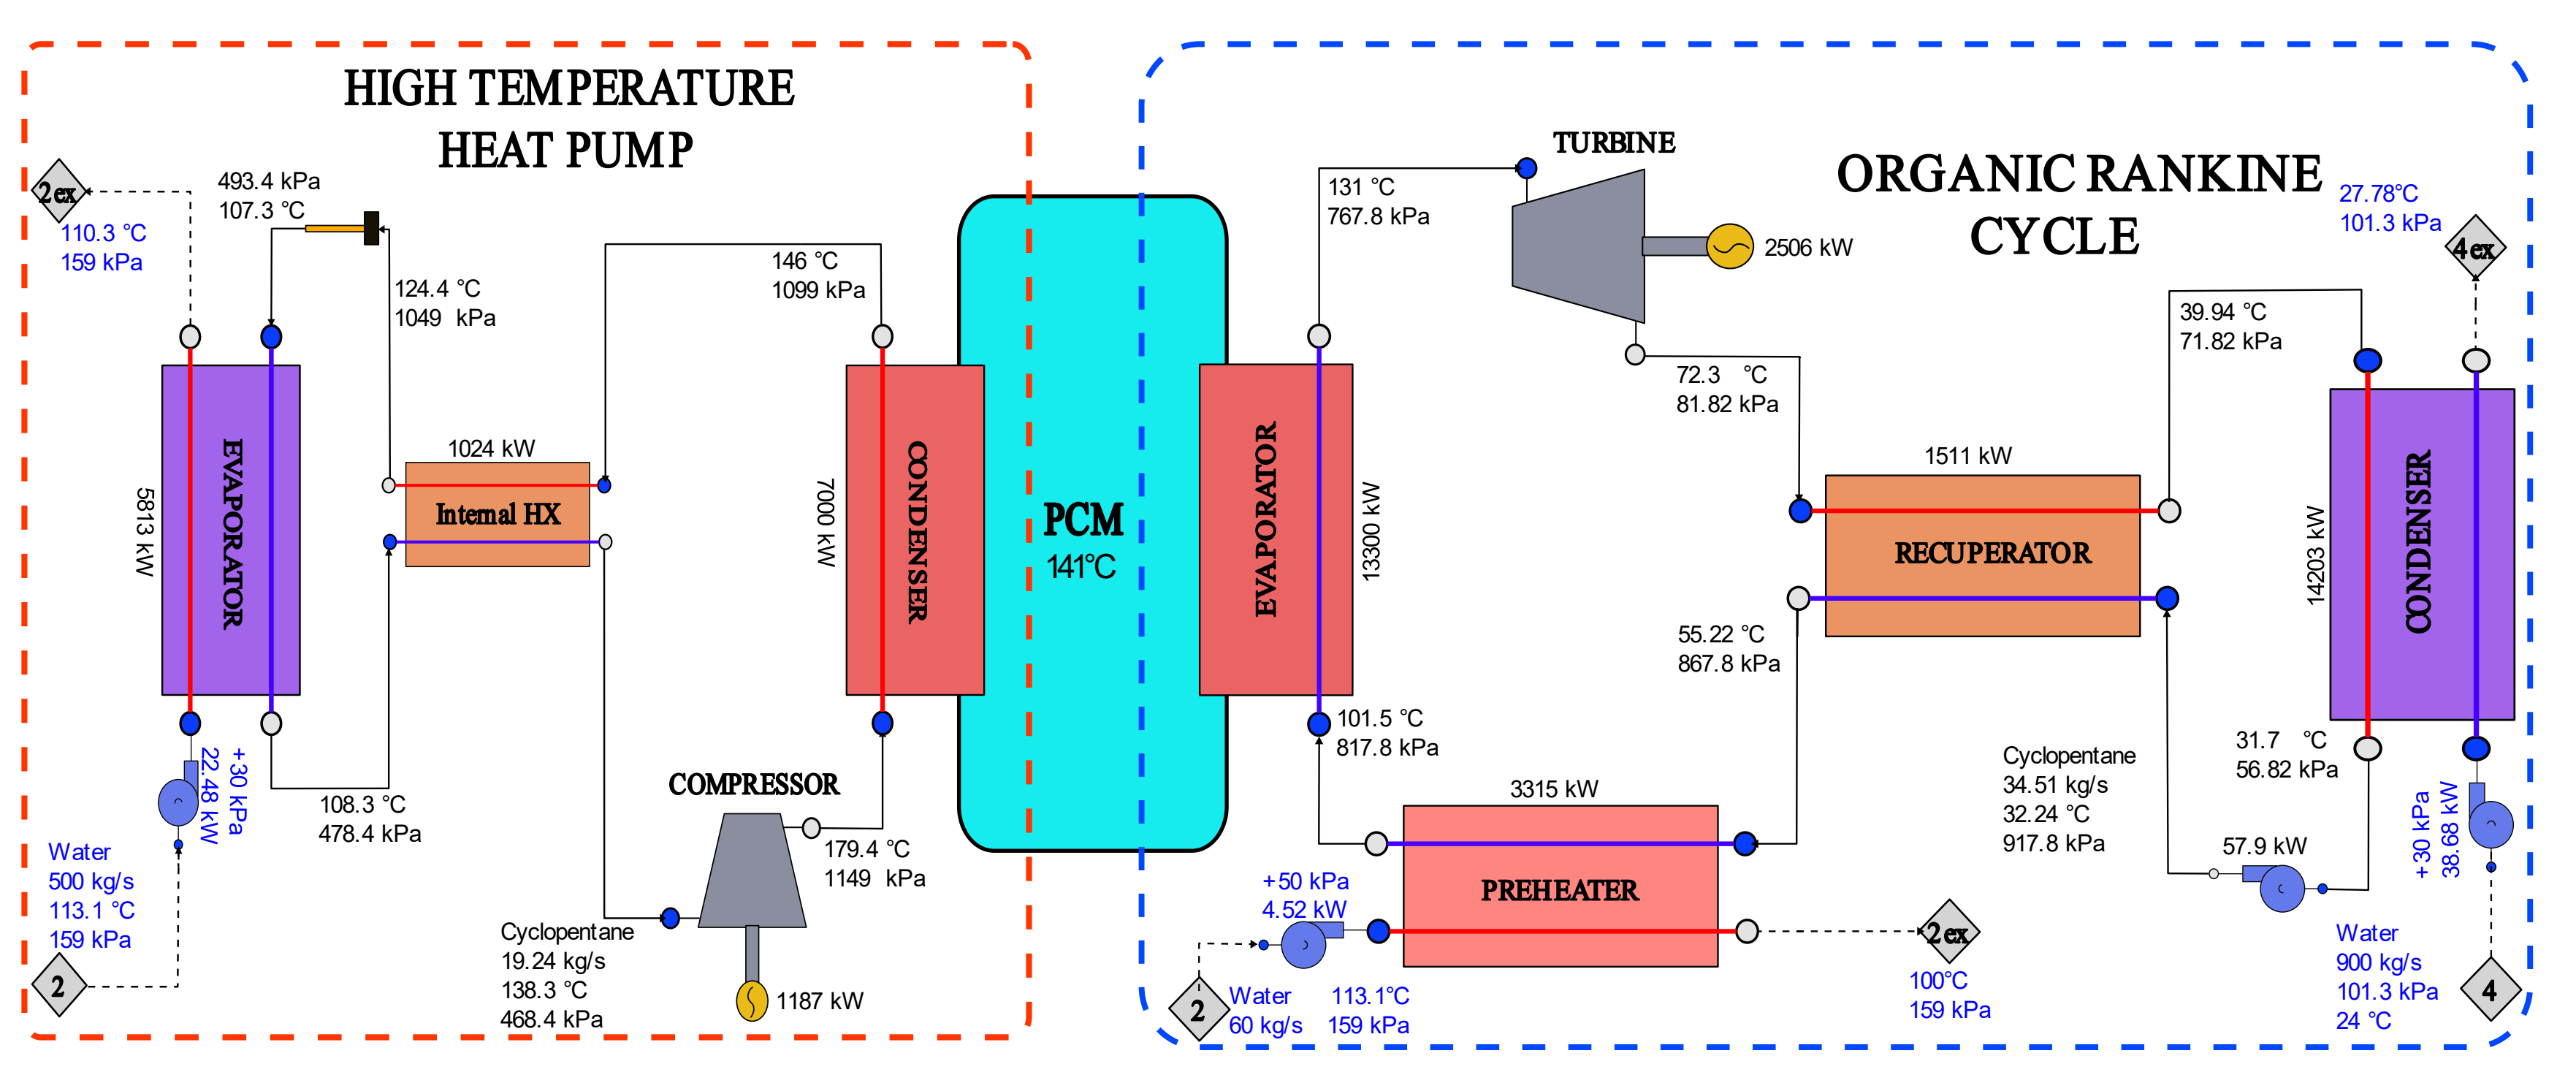 HIGH TEMPERATURE
HEAT PUMP
2ex
110.3 °C
159 kPa
493.4 kPa
107.3 °C
124.4 °C
1049 kPa
146 °C
1099 kPa
EVAPORATOR
5813 kW
1024 kW
Internal HX
CONDENSER
7000 kW
+30 kPa
22.48 kW
108.3 °C
478.4 kPa
Water
500 kg/s
113.1 °C
159 kPa
2
COMPRESSOR
179.4 °C
1149 kPa
Cyclopentane
19.24 kg/s
138.3 °C
468.4 kPa
1187 kW
PCM
141°C
ORGANIC RANKINE
CYCLE
TURBINE
131 °C
767.8 kPa
2506 kW
72.3 °C
81.82 kPa
27.78°C
101.3 kPa
4ex
39.94 °C
71.82 kPa
EVAPORATOR
13300 kW
1511 kW
RECUPERATOR
CONDENSER
14203 kW
55.22 °C
867.8 kPa
101.5 °C
817.8 kPa
3315 kW
PREHEATER
+50 kPa
4.52 kW
2
Water
60 kg/s
113.1°C
159 kPa
2ex
100°C
159 kPa
Cyclopentane
34.51 kg/s
32.24 °C
917.8 kPa
31.7 °C
56.82 kPa
57.9 kW
+30 kPa
38.68 kW
Water
900 kg/s
101.3 kPa
24 °C
4